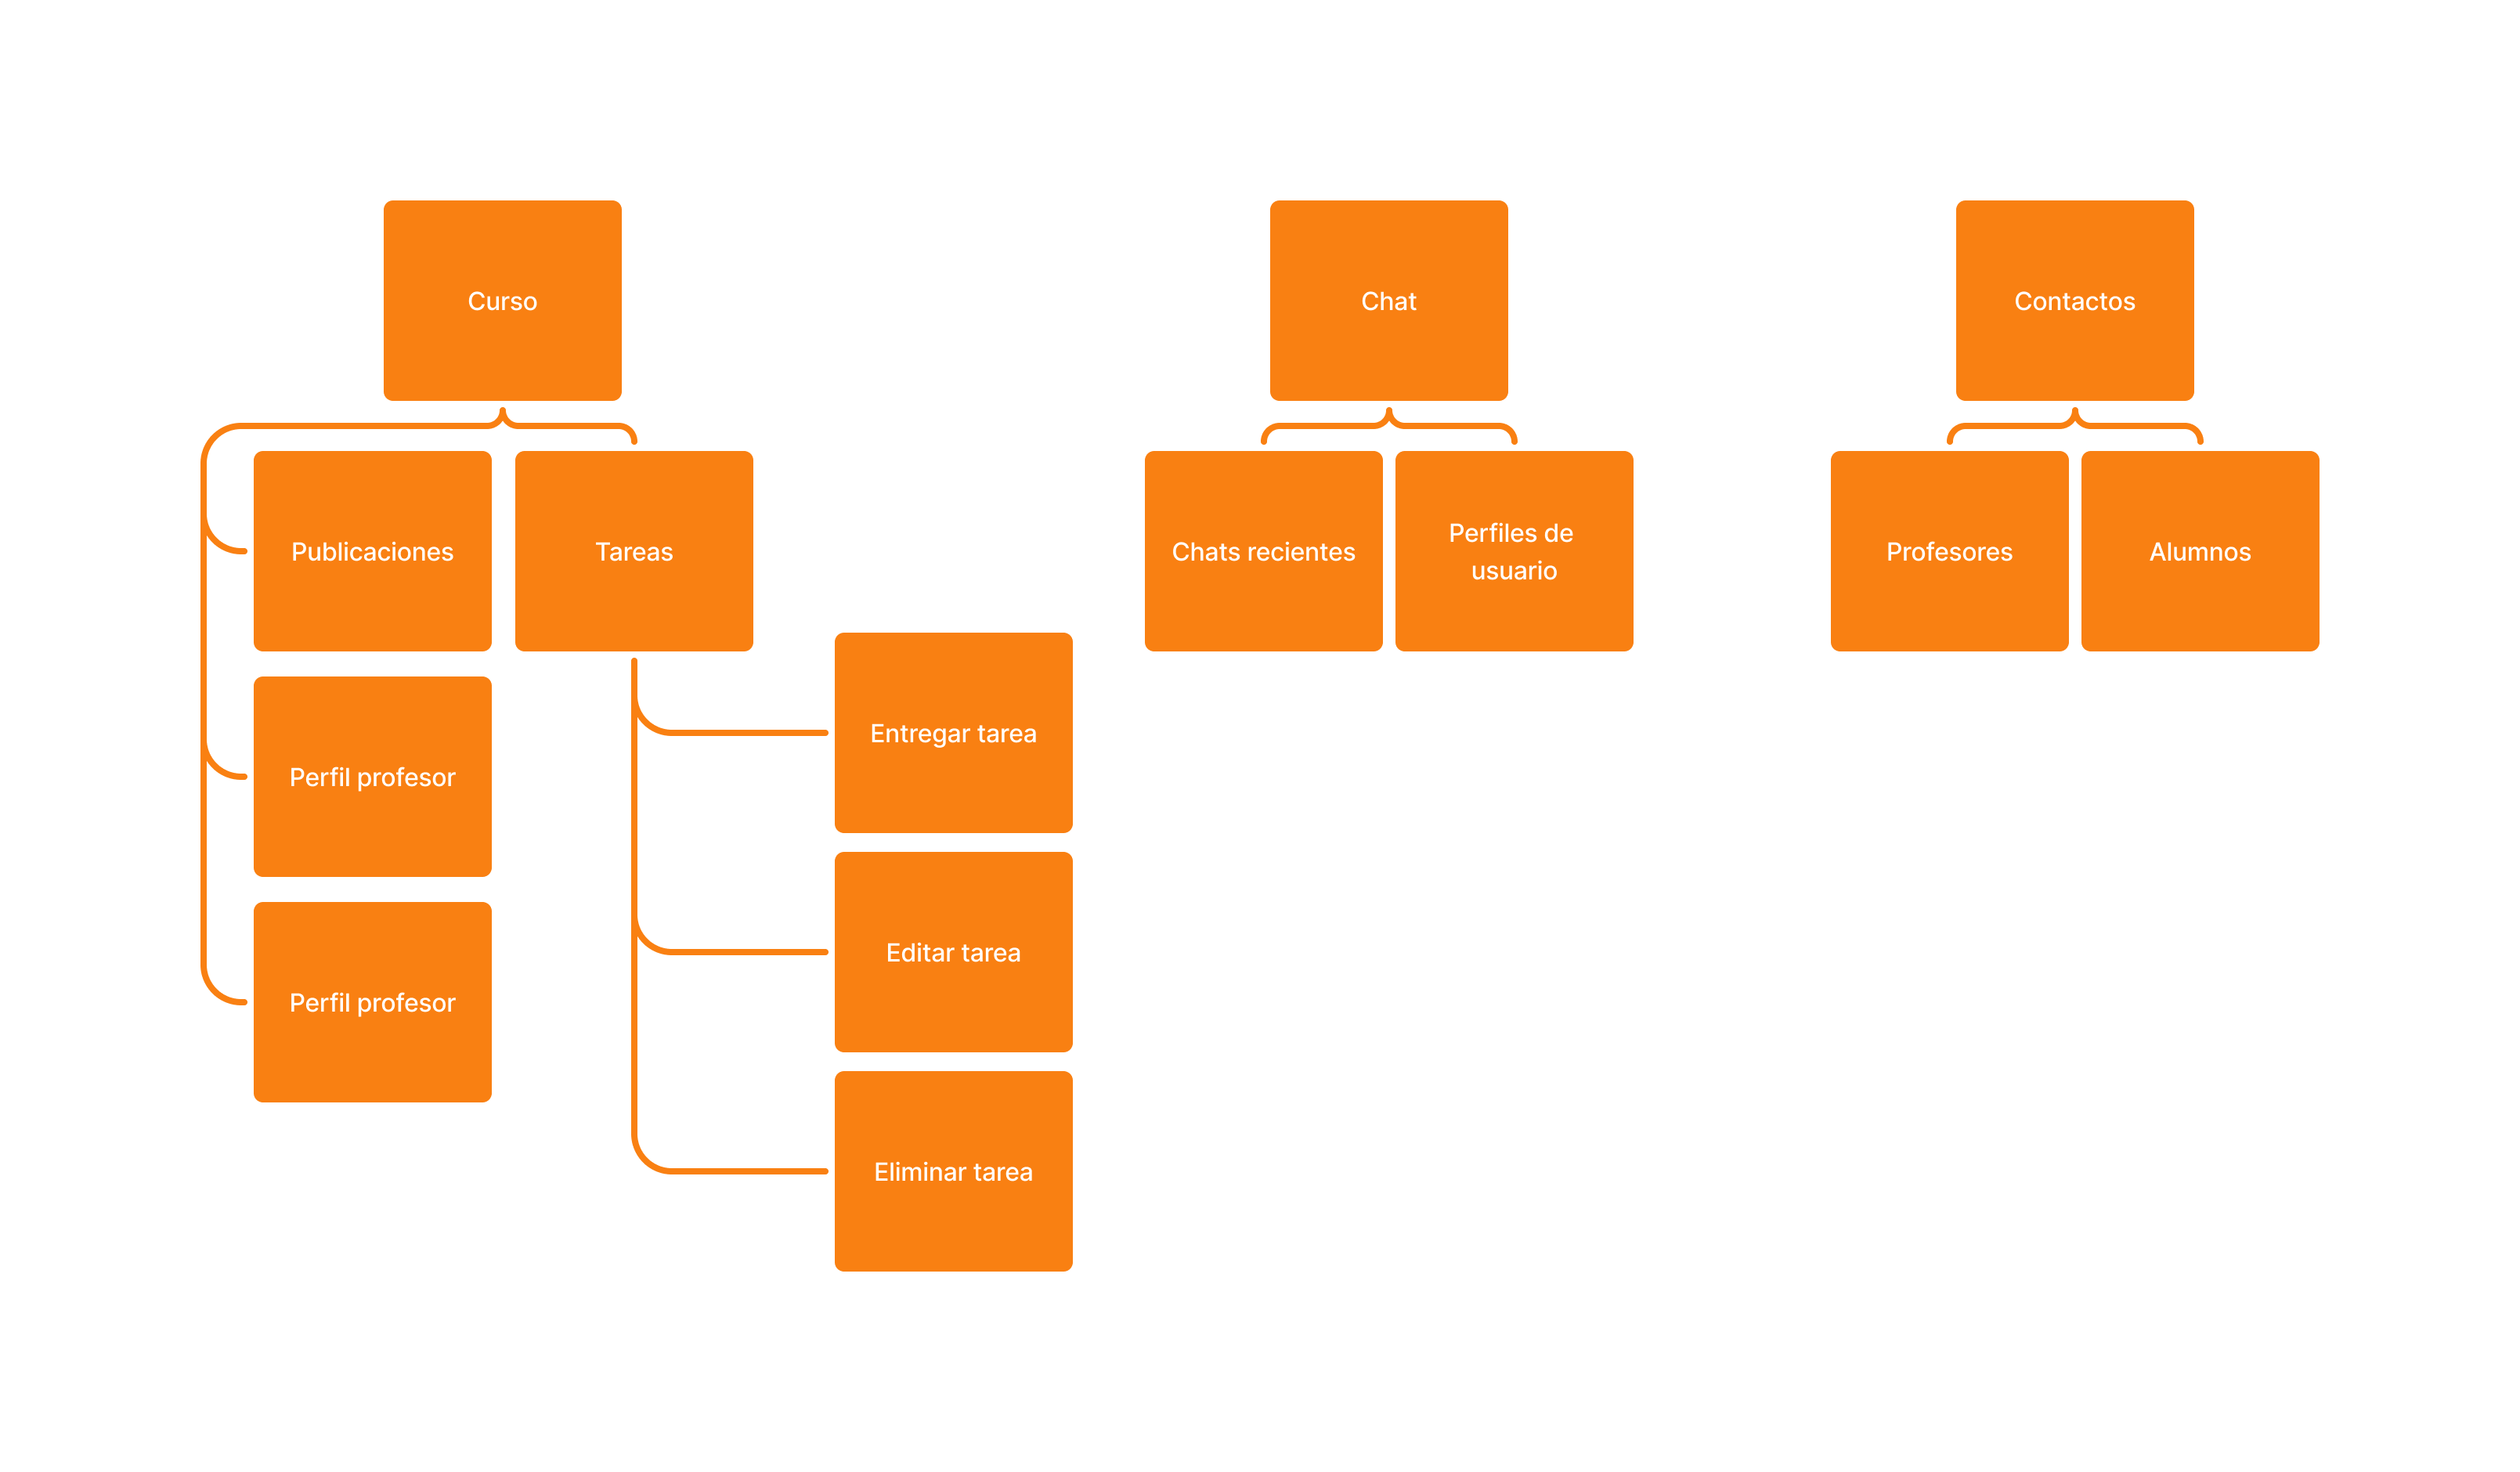 Curso
Chat
Contactos
Publicaciones
Tareas
Chats recientes
Perfiles de
usuario
Profesores
Alumnos
Entregar tarea
Perfil profesor
Editar tarea
Perfil profesor
Eliminar tarea